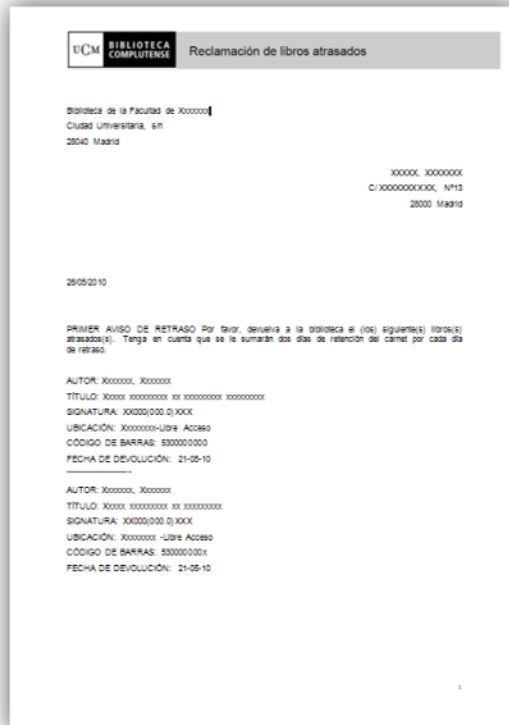 UCM BIBLIOTECA
COMPLUTENSE
Reclamación de libros atrasados
Biblioteca de la Facultad de Xxxxxxx
Ciudad Universitaria, s/n
28040 Madrid
XXXXX, XXXXXXX
C/ XXXXXXXXXX, Nº13
28000 Madrid
26/05/2010
PRIMER AVISO DE RETRASO Por favor, devuelva a la biblioteca el (los) siguiente(s) libros(s)
atrasados(s). Tenga en cuenta que se le sumarán dos días de retención del carnet por cada día
de retraso.
AUTOR: Xxxxxxx, Xxxxxxx
TÍTULO: Xxxxx xxxxxxxxx xx xxxxxxxxx xxxxxxxxx
SIGNATURA: XX000(000.0)XXX
UBICACIÓN: Xxxxxxxx-Libre Acceso
CÓDIGO DE BARRAS: 5300000000
FECHA DE DEVOLUCIÓN: 21-05-10
--------------------
AUTOR: Xxxxxxx, Xxxxxxx
TÍTULO: Xxxxx xxxxxxxxx xx xxxxxxxxx
SIGNATURA: XX000(000.0)XXX
UBICACIÓN: Xxxxxxxx -Libre Acceso
CÓDIGO DE BARRAS: 530000000x
FECHA DE DEVOLUCIÓN: 21-05-10
1